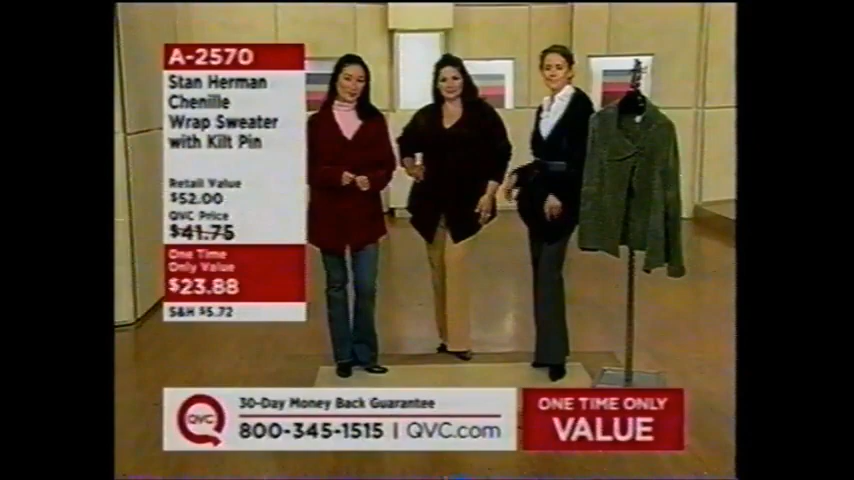 A-2570
Stan Herman
Chenille
Wrap Sweater
with Kilt Pin
Retail Value
$52.00
QVC Price
$41.75
One Time
Only Value
$23.88
S&H $5.72
QVC
30-Day Money Back Guarantee
800-345-1515 | QVC.com
ONE TIME ONLY
VALUE